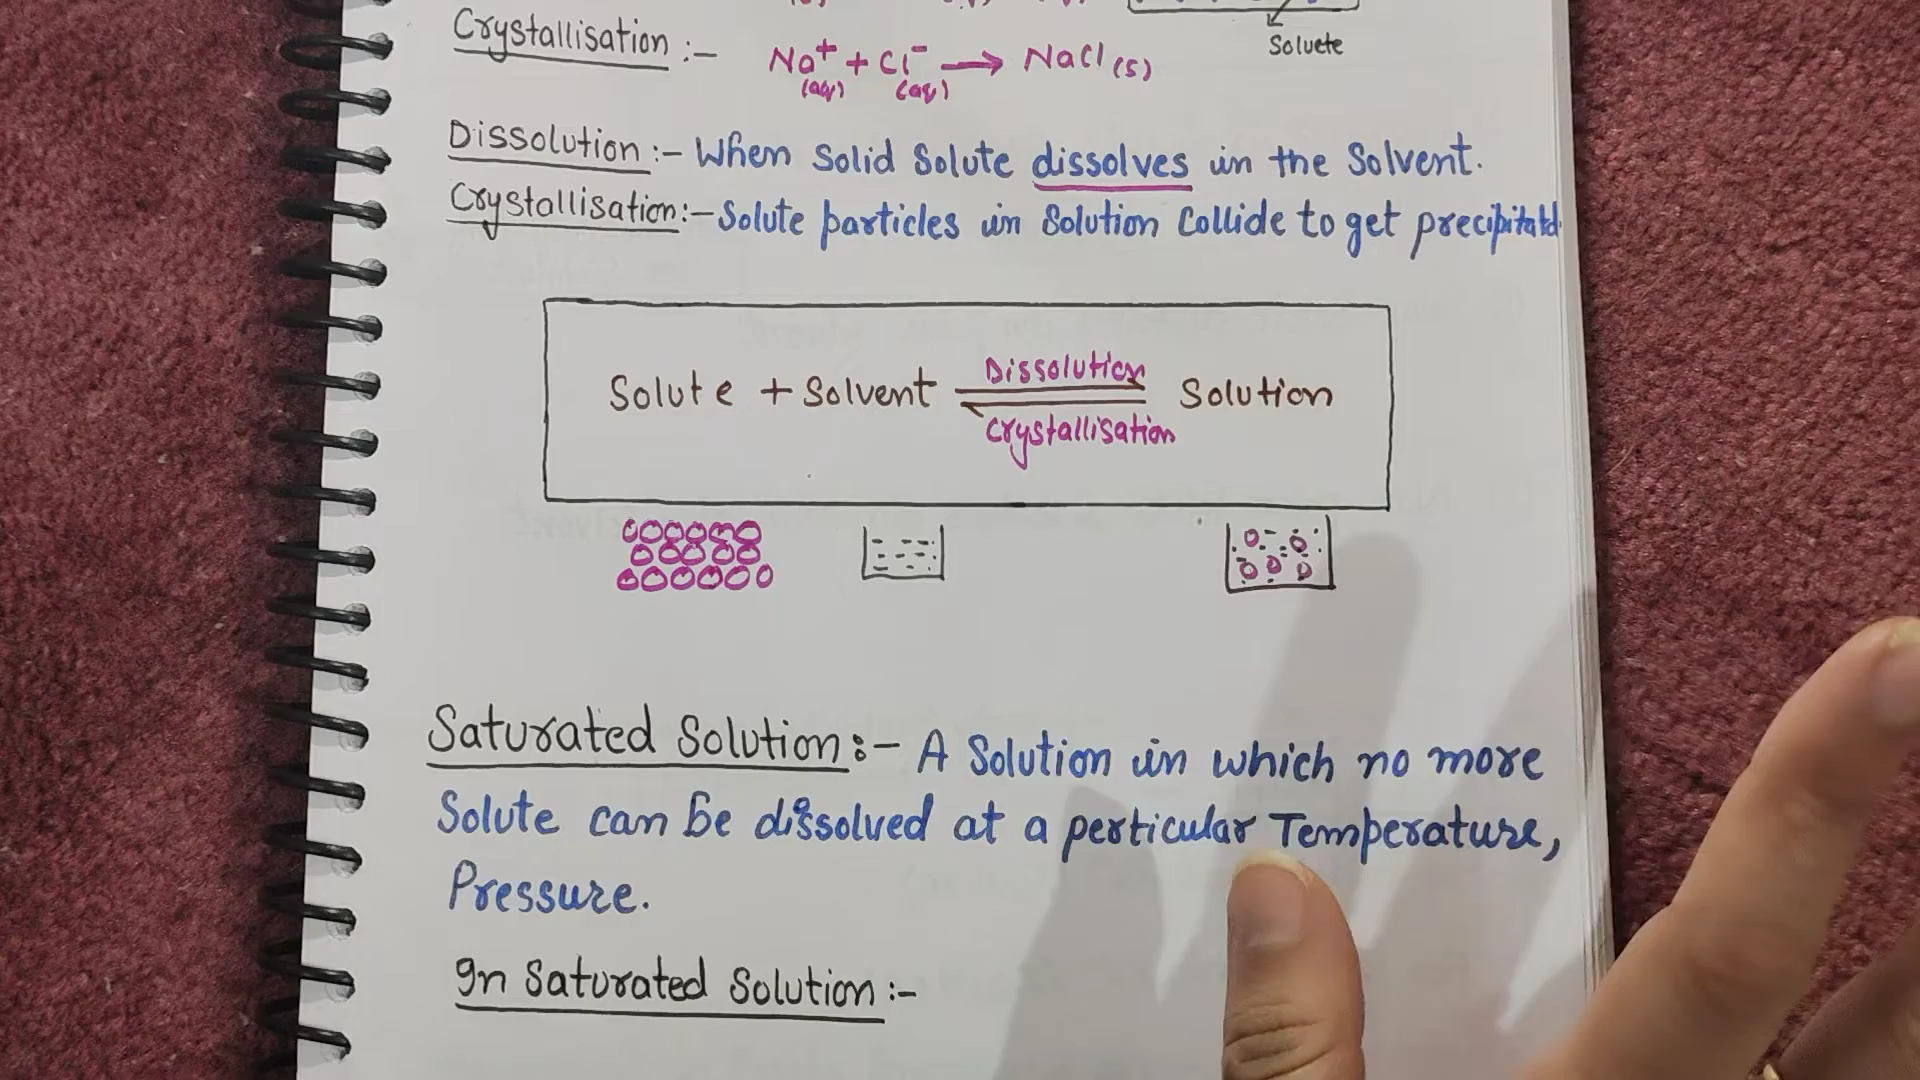 Crystallisation :- Na⁺(aq) + Cl⁻(aq) → NaCl (s)
Soluete
Dissolution :- When Solid Solute dissolves in the Solvent.
Crystallisation :- Solute particles in Solution Collide to get precipitatd.
Solute + Solvent ⇌ Solution
Dissolution
Crystallisation
Saturated Solution :- A Solution in which no more
Solute can be dissolved at a perticular Temperature,
Pressure.
In Saturated Solution :-